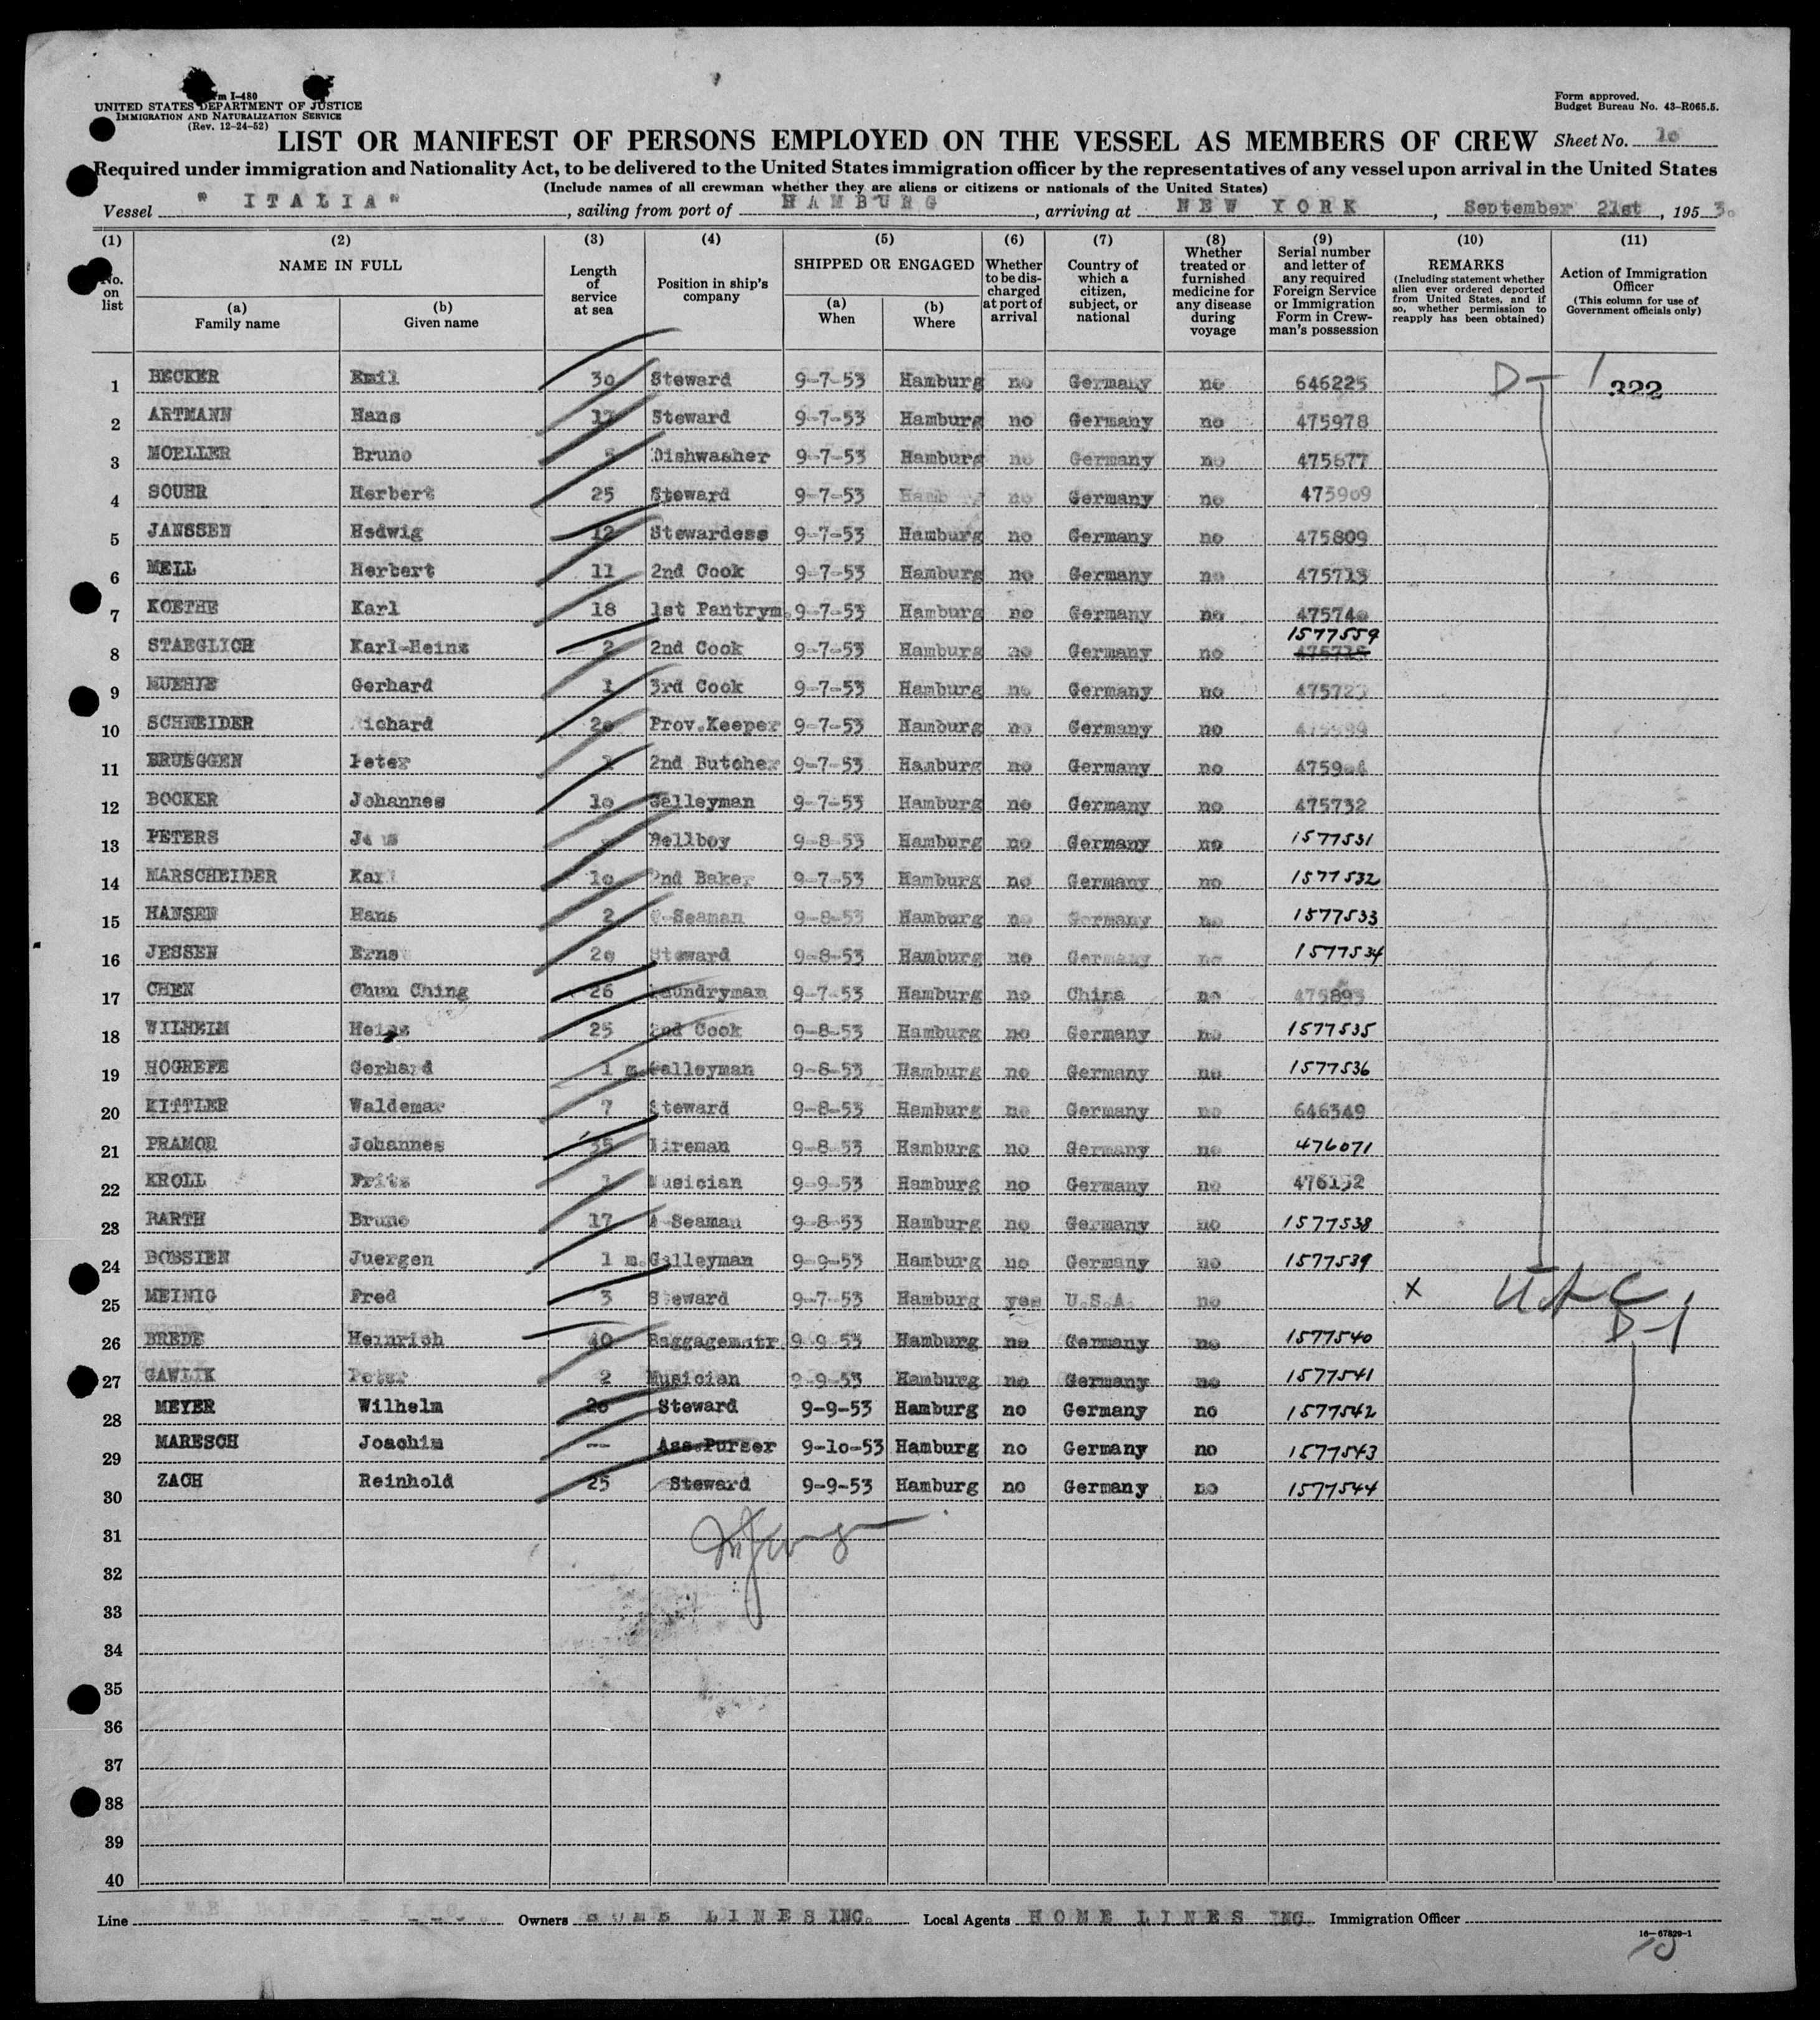 Form I-480
UNITED STATES DEPARTMENT OF JUSTICE
IMMIGRATION AND NATURALIZATION SERVICE
(Rev. 12-24-52)
Form approved.
Budget Bureau No. 43-R065.5.
LIST OR MANIFEST OF PERSONS EMPLOYED ON THE VESSEL AS MEMBERS OF CREW Sheet No. 10
Required under immigration and Nationality Act, to be delivered to the United States immigration officer by the representatives of any vessel upon arrival in the United States
(Include names of all crewman whether they are aliens or citizens or nationals of the United States)
Vessel " ITALIA", sailing from port of HAMBURG, arriving at NEW YORK, September 21st, 1953.
(1) No. on list
(2) NAME IN FULL
(a) Family name
(b) Given name
(3) Length of service at sea
(4) Position in ship's company
(5) SHIPPED OR ENGAGED
(a) When
(b) Where
(6) Whether to be discharged at port of arrival
(7) Country of which a citizen, subject, or national
(8) Whether treated or furnished medicine for any disease during voyage
(9) Serial number and letter of any required Foreign Service or Immigration Form in Crewman's possession
(10) REMARKS (Including statement whether alien ever ordered deported from United States, and if so, whether permission to reapply has been obtained)
(11) Action of Immigration Officer (This column for use of Government officials only)
1 BECKER Emil 30 Steward 9-7-53 Hamburg no Germany no 646225 D-1 322
2 ARTMANN Hans 17 Steward 9-7-53 Hamburg no Germany no 475978
3 MOELLER Bruno Dishwasher 9-7-53 Hamburg no Germany no 475877
4 SOUER Herbert 25 Steward 9-7-53 Hamb no Germany no 475909
5 JANSSEN Hedwig 12 Stewardess 9-7-53 Hamburg no Germany no 475809
6 MELL Herbert 11 2nd Cook 9-7-53 Hamburg no Germany no 475713
7 KOETHE Karl 18 1st Pantrym. 9-7-53 Hamburg no Germany no
8 STAEGLICH Karl-Heinz 2 2nd Cook 9-7-53 Hamburg no Germany no 1577559
9 MUEHIE Gerhard 1 3rd Cook 9-7-53 Hamburg no Germany no
10 SCHNEIDER ichard 20 Prov.Keeper 9-7-53 Hamburg no Germany no
11 BRUEGGEN Peter 2nd Butcher 9-7-53 Hamburg no Germany no
12 BOCKER Johannes 10 Galleyman 9-7-53 Hamburg no Germany no 475732
13 PETERS Bellboy 9-8-53 Hamburg no Germany no 1577531
14 MARSCHEIDER Karl 10 2nd Baker 9-7-53 Hamburg no Germany no 1577532
15 HANSEN Hans 2 Seaman 9-8-53 Hamburg no Germany no 1577533
16 JESSEN Ernst 20 Steward 9-8-53 Hamburg no Germany no 1577534
17 CHEN Chun Ching 26 Laundryman 9-7-53 Hamburg no China no
18 WILHEIM Heinz 25 2nd Cook 9-8-53 Hamburg no Germany no 1577535
19 HOGREFE Gerhard 1 m. Galleyman 9-8-53 Hamburg no Germany no 1577536
20 KITTLER Waldemar 7 Steward 9-8-53 Hamburg no Germany no 646349
21 PRAMOR Johannes 35 Fireman 9-8-53 Hamburg no Germany no 476071
22 KROLL Fritz Musician 9-9-53 Hamburg no Germany no 476132
23 BARTH Bruno 17 A Seaman 9-8-53 Hamburg no Germany no 1577538
24 BOBSIEN Juergen 1 m. Galleyman 9-9-53 Hamburg no Germany no 1577539
25 MEINIG Fred 3 Steward 9-7-53 Hamburg yes U.S.A. no x USC.
26 BREDE Heinrich 40 Baggagemstr. 9-9-53 Hamburg no Germany no 1577540 D-1
27 GAWLIK Peter 2 Musician 9-9-53 Hamburg no Germany no 1577541
28 MEYER Wilhelm 20 Steward 9-9-53 Hamburg no Germany no 1577542
29 MARESCH Joachim -- Ass.Purser 9-10-53 Hamburg no Germany no 1577543
30 ZACH Reinhold 25 Steward 9-9-53 Hamburg no Germany no 1577544
31
32
33
34
35
36
37
38
39
40
Line Owners HOME LINES INC. Local Agents HOME LINES INC. Immigration Officer
16-67829-1